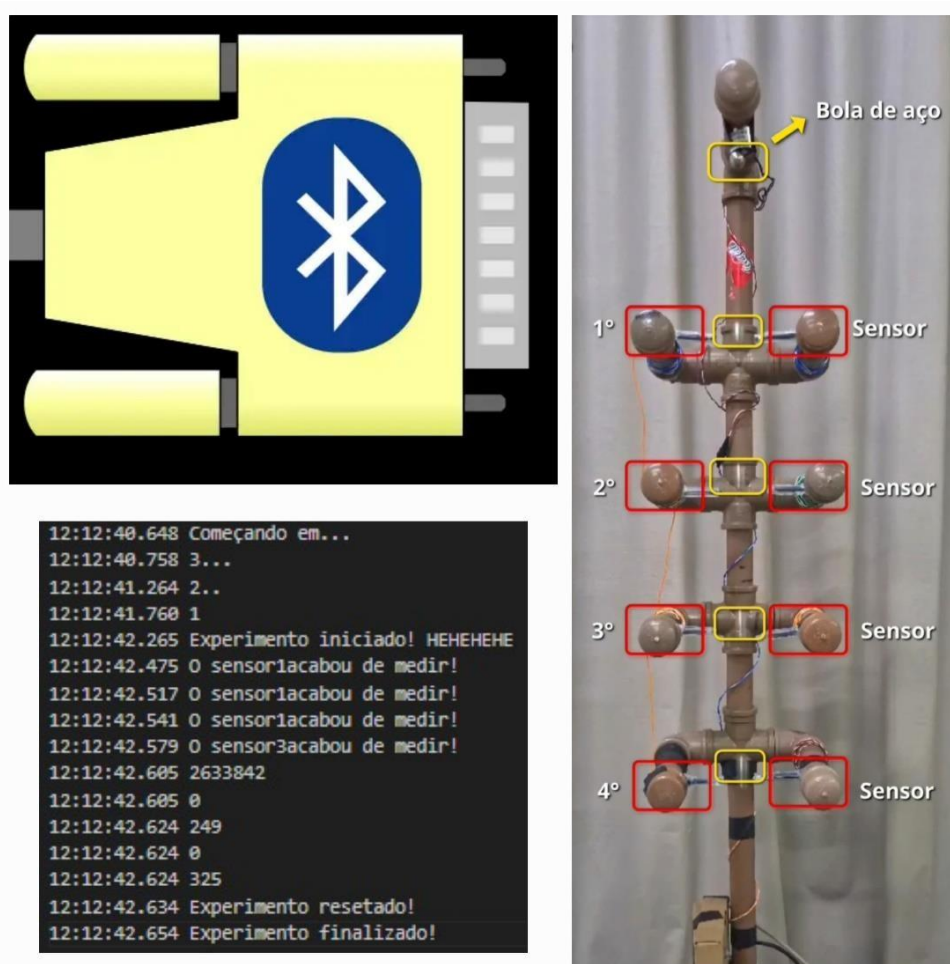 Bola de aço
1º
Sensor
2º
Sensor
3º
Sensor
4º
Sensor
12:12:40.648 Começando em...
12:12:40.758 3...
12:12:41.264 2..
12:12:41.760 1
12:12:42.265 Experimento iniciado! HEHEHEHE
12:12:42.475 O sensor1acabou de medir!
12:12:42.517 O sensor1acabou de medir!
12:12:42.541 O sensor1acabou de medir!
12:12:42.579 O sensor3acabou de medir!
12:12:42.605 2633842
12:12:42.605 0
12:12:42.624 249
12:12:42.624 0
12:12:42.624 325
12:12:42.634 Experimento resetado!
12:12:42.654 Experimento finalizado!